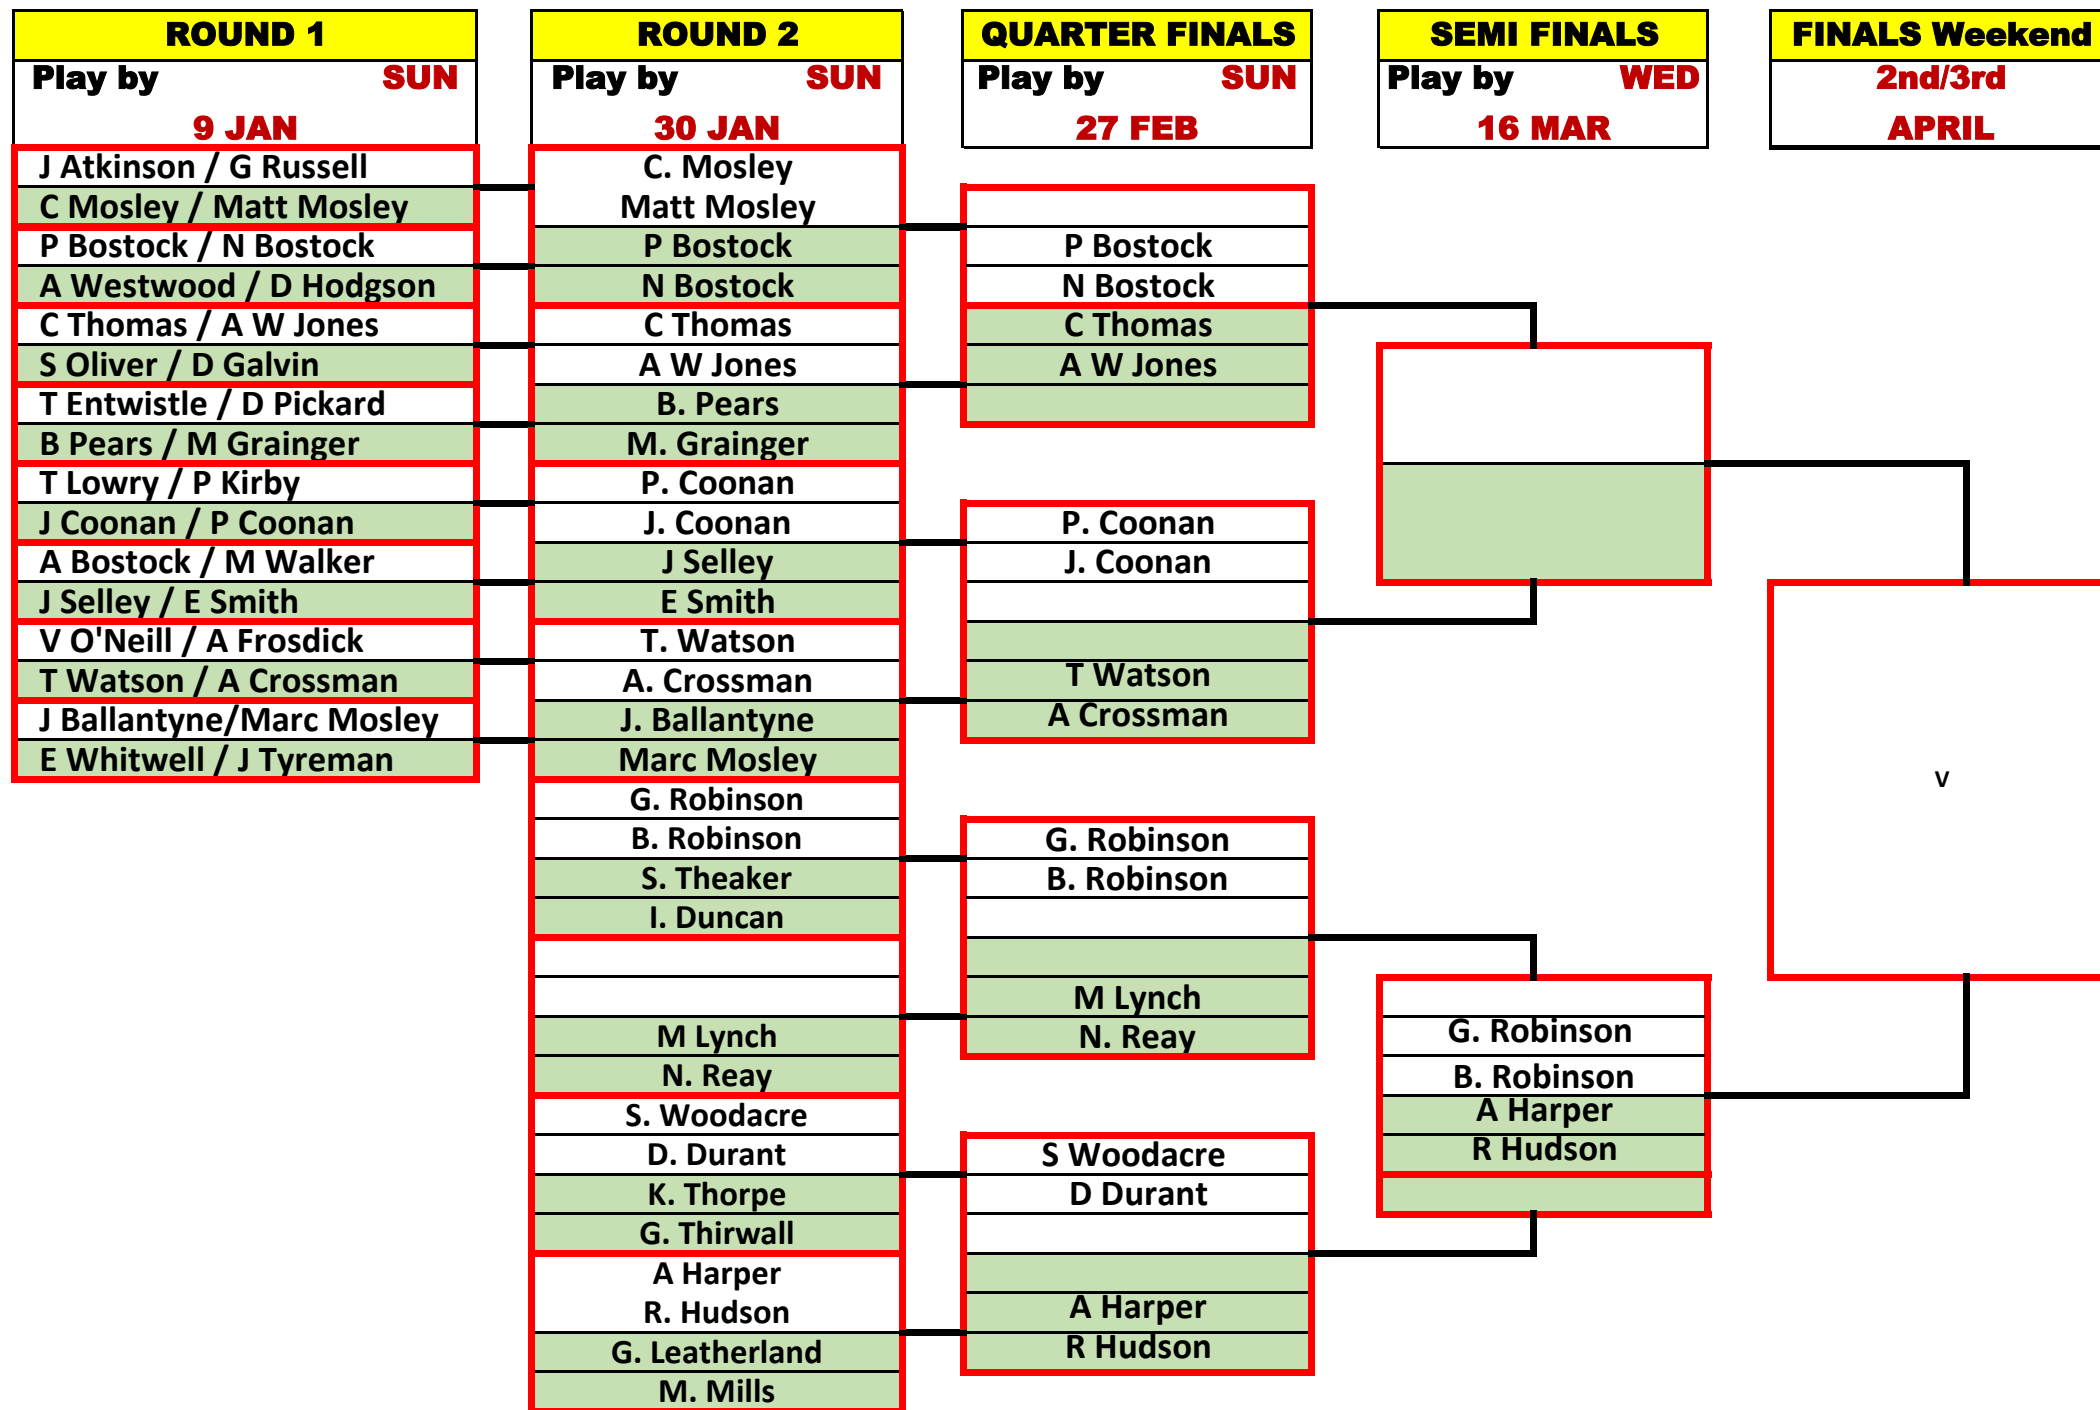 ROUND 1
Play by SUN
9 JAN
J Atkinson / G Russell
C Mosley / Matt Mosley
P Bostock / N Bostock
A Westwood / D Hodgson
C Thomas / A W Jones
S Oliver / D Galvin
T Entwistle / D Pickard
B Pears / M Grainger
T Lowry / P Kirby
J Coonan / P Coonan
A Bostock / M Walker
J Selley / E Smith
V O'Neill / A Frosdick
T Watson / A Crossman
J Ballantyne/Marc Mosley
E Whitwell / J Tyreman
ROUND 2
Play by SUN
30 JAN
C. Mosley
Matt Mosley
P Bostock
N Bostock
C Thomas
A W Jones
B. Pears
M. Grainger
P. Coonan
J. Coonan
J Selley
E Smith
T. Watson
A. Crossman
J. Ballantyne
Marc Mosley
G. Robinson
B. Robinson
S. Theaker
I. Duncan
M Lynch
N. Reay
S. Woodacre
D. Durant
K. Thorpe
G. Thirwall
A Harper
R. Hudson
G. Leatherland
M. Mills
QUARTER FINALS
Play by SUN
27 FEB
P Bostock
N Bostock
C Thomas
A W Jones
P. Coonan
J. Coonan
T Watson
A Crossman
G. Robinson
B. Robinson
M Lynch
N. Reay
S Woodacre
D Durant
A Harper
R Hudson
SEMI FINALS
Play by WED
16 MAR
G. Robinson
B. Robinson
A Harper
R Hudson
FINALS Weekend
2nd/3rd
APRIL
v